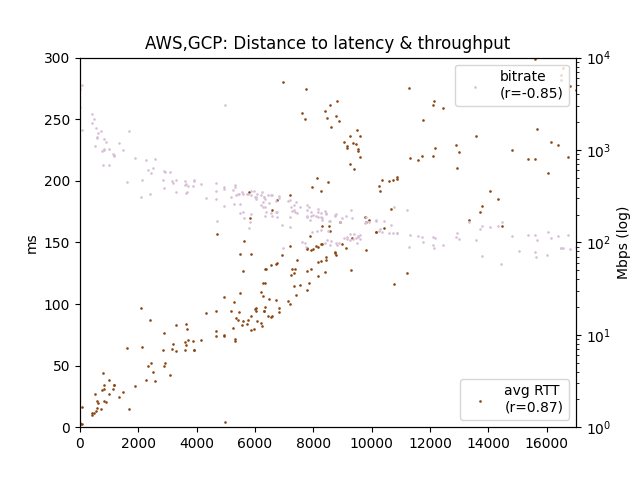 AWS,GCP: Distance to latency & throughput
300
250
200
150
100
50
0
ms
0 2000 4000 6000 8000 10000 12000 14000 16000
10^4
10^3
10^2
10^1
10^0
Mbps (log)
bitrate
(r=-0.85)
avg RTT
(r=0.87)